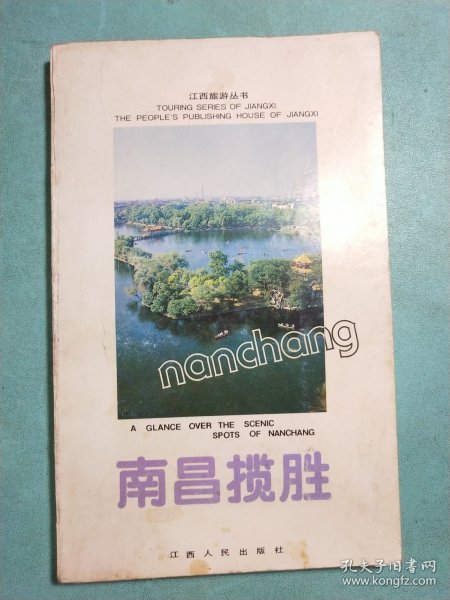 江西旅游丛书
TOURING SERIES OF JIANGXI
THE PEOPLE'S PUBLISHING HOUSE OF JIANGXI
nanchang
A GLANCE OVER THE SCENIC
SPOTS OF NANCHANG
南昌揽胜
江西人民出版社
孔夫子旧书网
www.kongfz.com